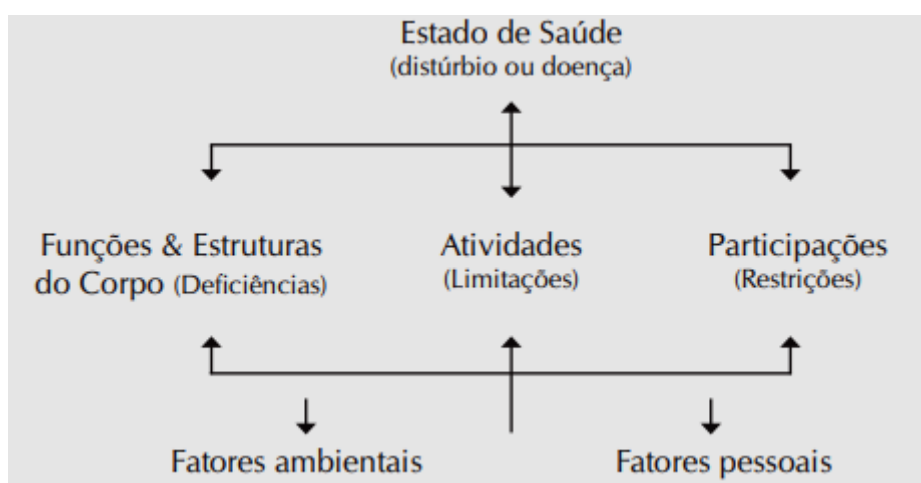 Estado de Saúde
(distúrbio ou doença)
Funções & Estruturas
do Corpo (Deficiências)
Atividades
(Limitações)
Participações
(Restrições)
Fatores ambientais
Fatores pessoais